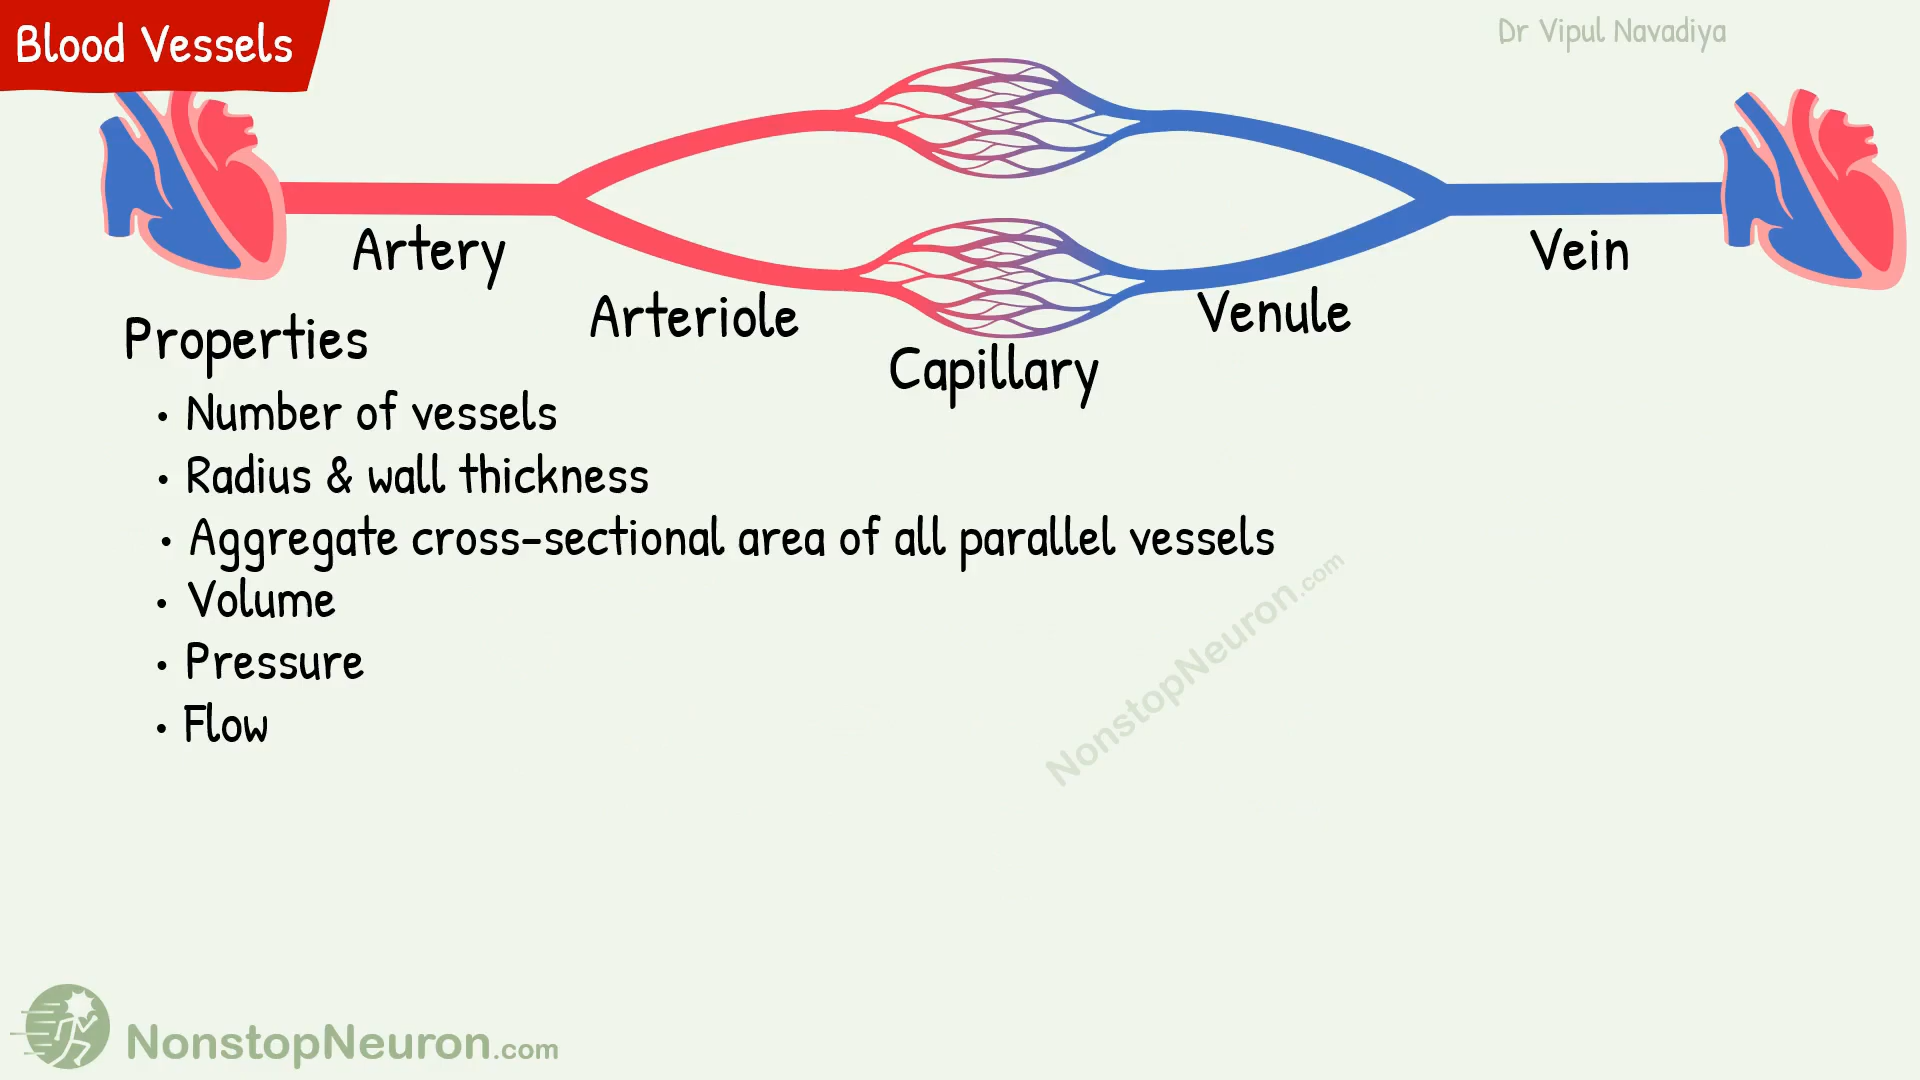 Blood Vessels
Dr Vipul Navadiya
Artery
Vein
Arteriole
Venule
Capillary
Properties
• Number of vessels
• Radius & wall thickness
• Aggregate cross-sectional area of all parallel vessels
• Volume
• Pressure
• Flow
NonstopNeuron.com
NonstopNeuron.com